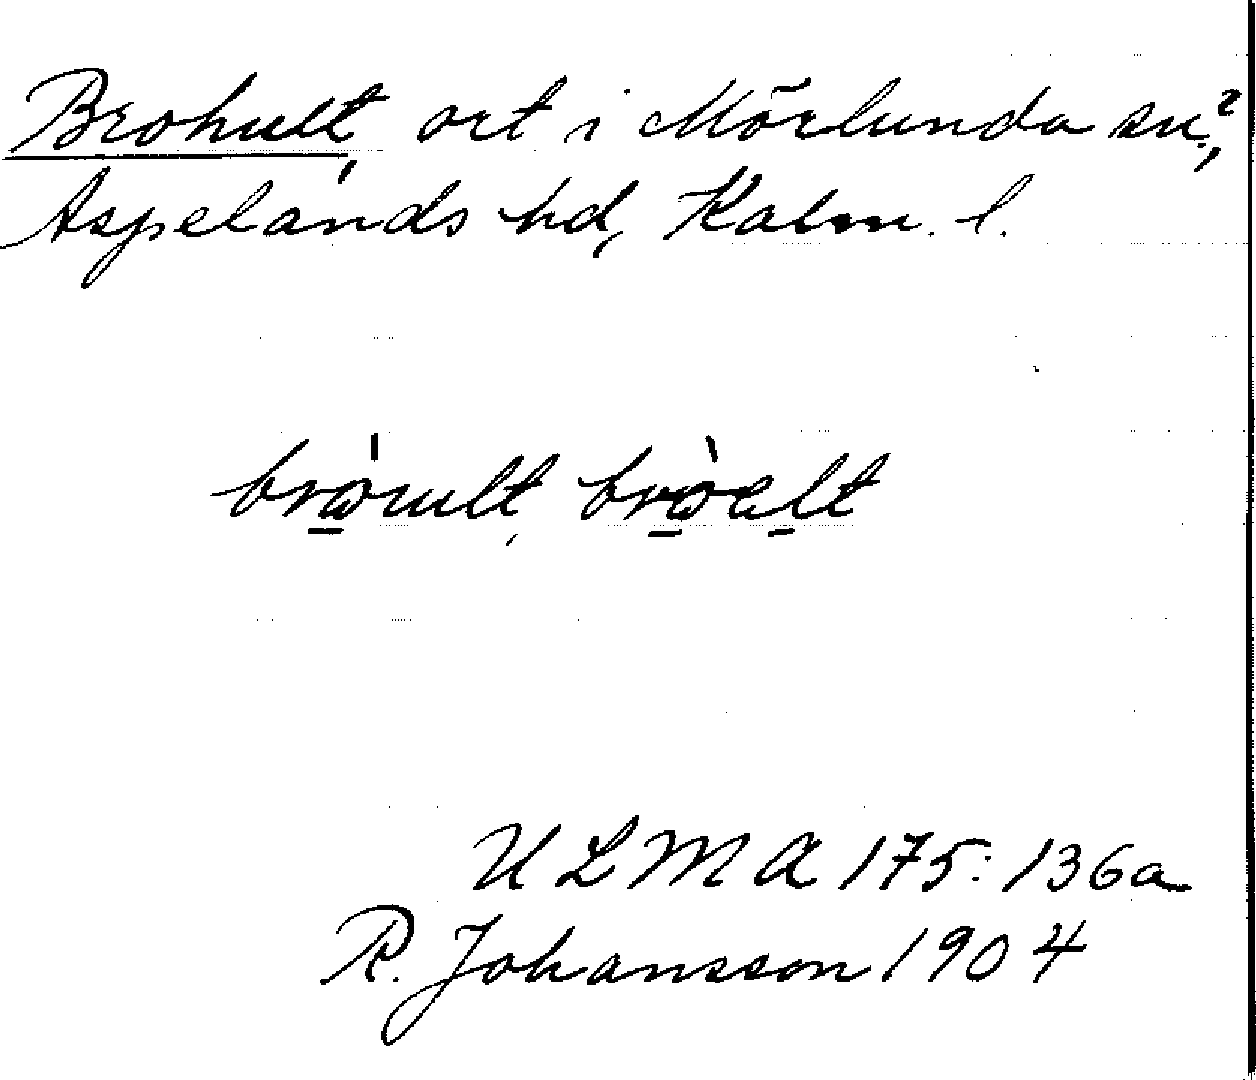 Brohult, ort i Mörlunda sn?,
Aspelands hd, Kalm. l.
bròult, bròelt
ULMA 175:136a
R. Johansson 1904